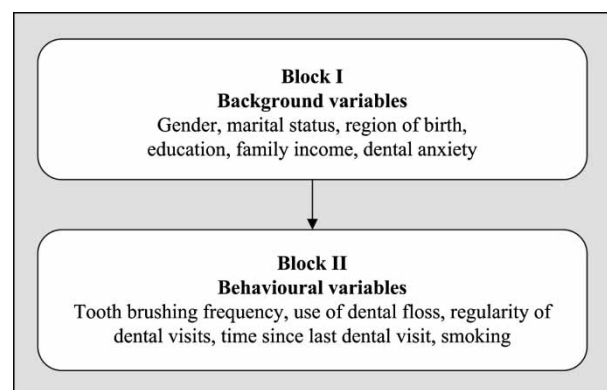 Block I
Background variables
Gender, marital status, region of birth,
education, family income, dental anxiety
Block II
Behavioural variables
Tooth brushing frequency, use of dental floss, regularity of
dental visits, time since last dental visit, smoking